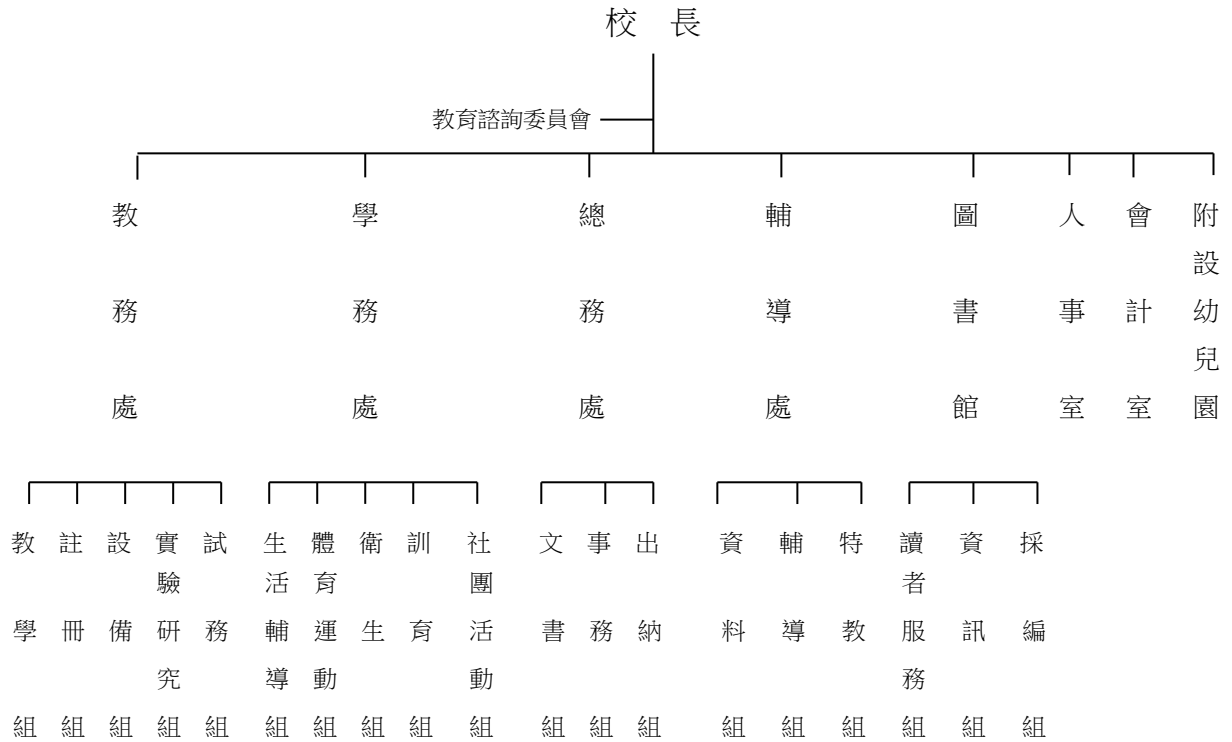 校 長
教育諮詢委員會
教務處
學務處
總務處
輔導處
圖書館
人事室
會計室
附設幼兒園
教學組
註冊組
設備組
實驗研究組
試務組
生活輔導組
體育運動組
衛生組
訓育組
社團活動組
文書組
事務組
出納組
資料組
輔導組
特教組
讀者服務組
資訊組
採編組